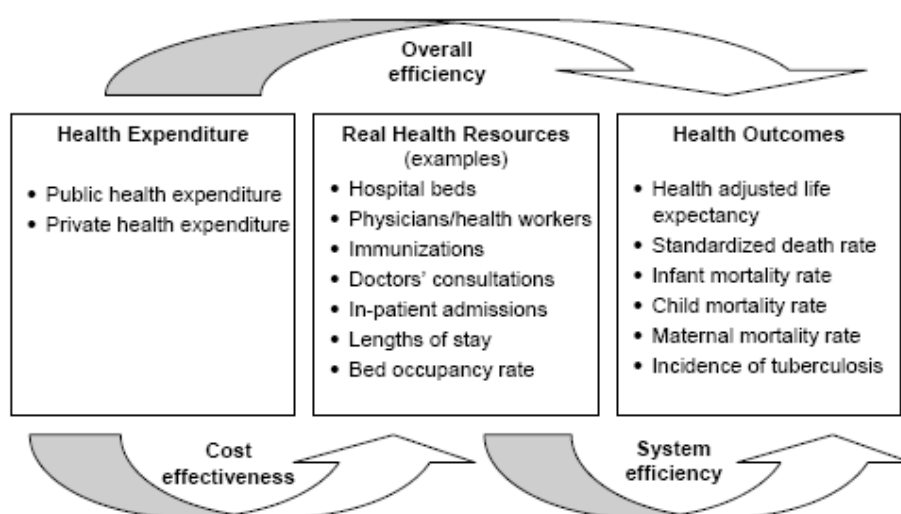 Overall
efficiency
Health Expenditure
• Public health expenditure
• Private health expenditure
Real Health Resources
(examples)
• Hospital beds
• Physicians/health workers
• Immunizations
• Doctors' consultations
• In-patient admissions
• Lengths of stay
• Bed occupancy rate
Health Outcomes
• Health adjusted life
expectancy
• Standardized death rate
• Infant mortality rate
• Child mortality rate
• Maternal mortality rate
• Incidence of tuberculosis
Cost
effectiveness
System
efficiency